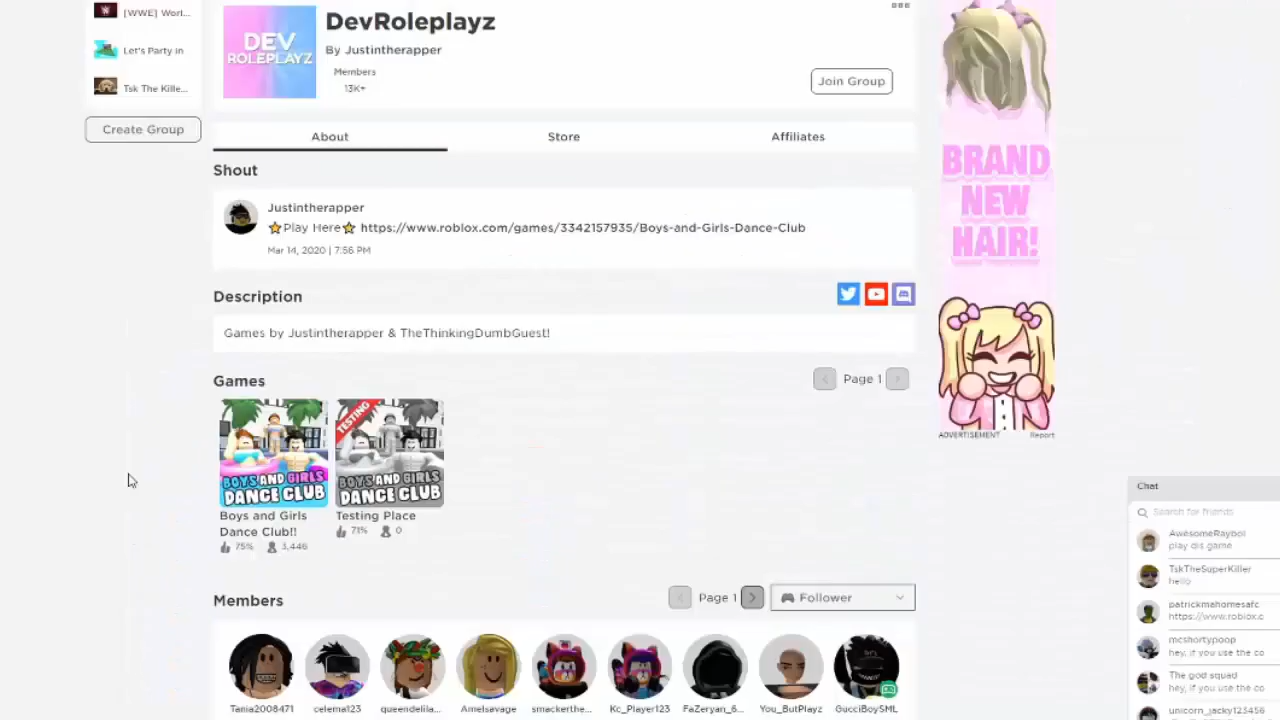 [WWE] Worl...
Let's Party in
Tsk The Kille...
Create Group
DEV
ROLEPLAYZ
DevRoleplayz
By Justintherapper
Members
13K+
Join Group
About
Store
Affiliates
Shout
Justintherapper
⭐Play Here⭐ https://www.roblox.com/games/3342157935/Boys-and-Girls-Dance-Club
Mar 14, 2020 | 7:56 PM
Description
Games by Justintherapper & TheThinkingDumbGuest!
Games
Page 1
BOYS AND GIRLS
DANCE CLUB
Boys and Girls
Dance Club!!
75% 3,446
TESTING
BOYS AND GIRLS
DANCE CLUB
Testing Place
71% 0
Members
Page 1
Follower
Tania2008471
celema123
queendelila...
Amelsavage
smackerthe...
Kc_Player123
FaZeryan_6...
You_ButPlayz
GucciBoySML
BRAND
NEW
HAIR!
ADVERTISEMENT
Report
Chat
Search for friends
AwesomeRayboi
play dis game
TskTheSuperKiller
hello
patrickmahomesafc
https://www.roblox.c
mcshortypoop
hey, if you use the co
The god squad
hey, if you use the co
unicorn_jacky123456